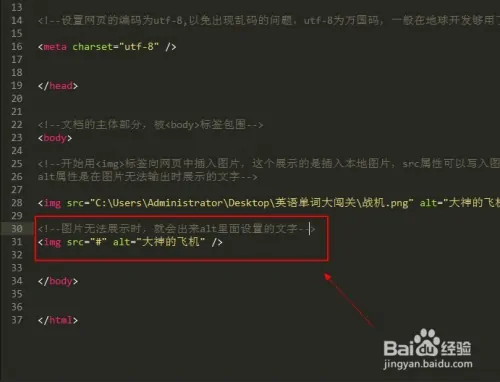 13
14 <!--设置网页的编码为utf-8,以免出现乱码的问题，utf-8为万国码，一般在地球开发够用了
15
16 <meta charset="utf-8" />
17
18
19 </head>
20
21
22 <!--文档的主体部分，被<body>标签包围-->
23 <body>
24
25 <!--开始用<img>标签向网页中插入图片，这个展示的是插入本地图片，src属性可以写入图
26 alt属性是在图片无法输出时展示的文字-->
27
28 <img src="C:\Users\Administrator\Desktop\英语单词大闯关\战机.png" alt="大神的飞机
29
30 <!--图片无法展示时，就会出来alt里面设置的文字-->
31 <img src="#" alt="大神的飞机" />
32
33
34 </body>
35
36
37 </html>
Baidu 经验
jingyan.baidu.com